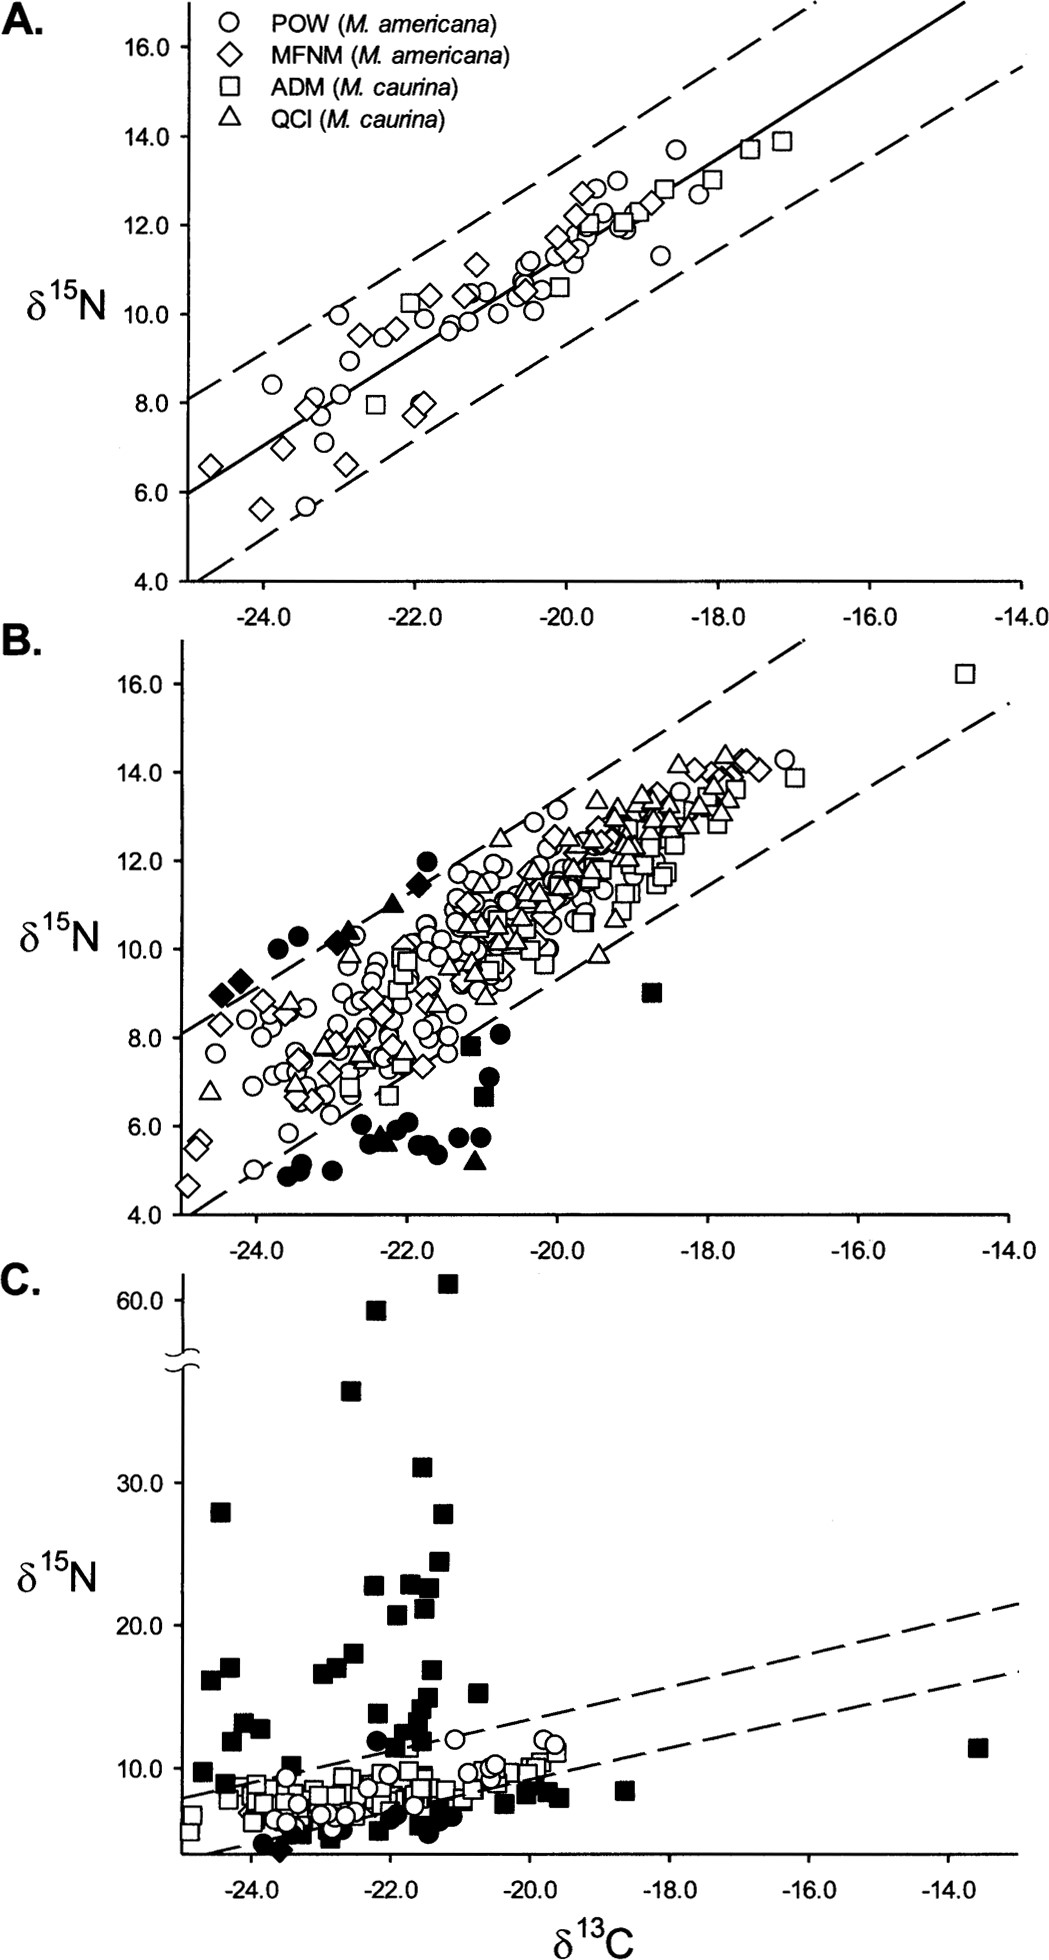 A.
POW (M. americana)
MFNM (M. americana)
ADM (M. caurina)
QCI (M. caurina)
16.0
14.0
12.0
10.0
8.0
6.0
4.0
δ¹⁵N
-24.0 -22.0 -20.0 -18.0 -16.0 -14.0
B.
16.0
14.0
12.0
10.0
8.0
6.0
4.0
δ¹⁵N
-24.0 -22.0 -20.0 -18.0 -16.0 -14.0
C.
60.0
30.0
20.0
10.0
δ¹⁵N
-24.0 -22.0 -20.0 -18.0 -16.0 -14.0
δ¹³C